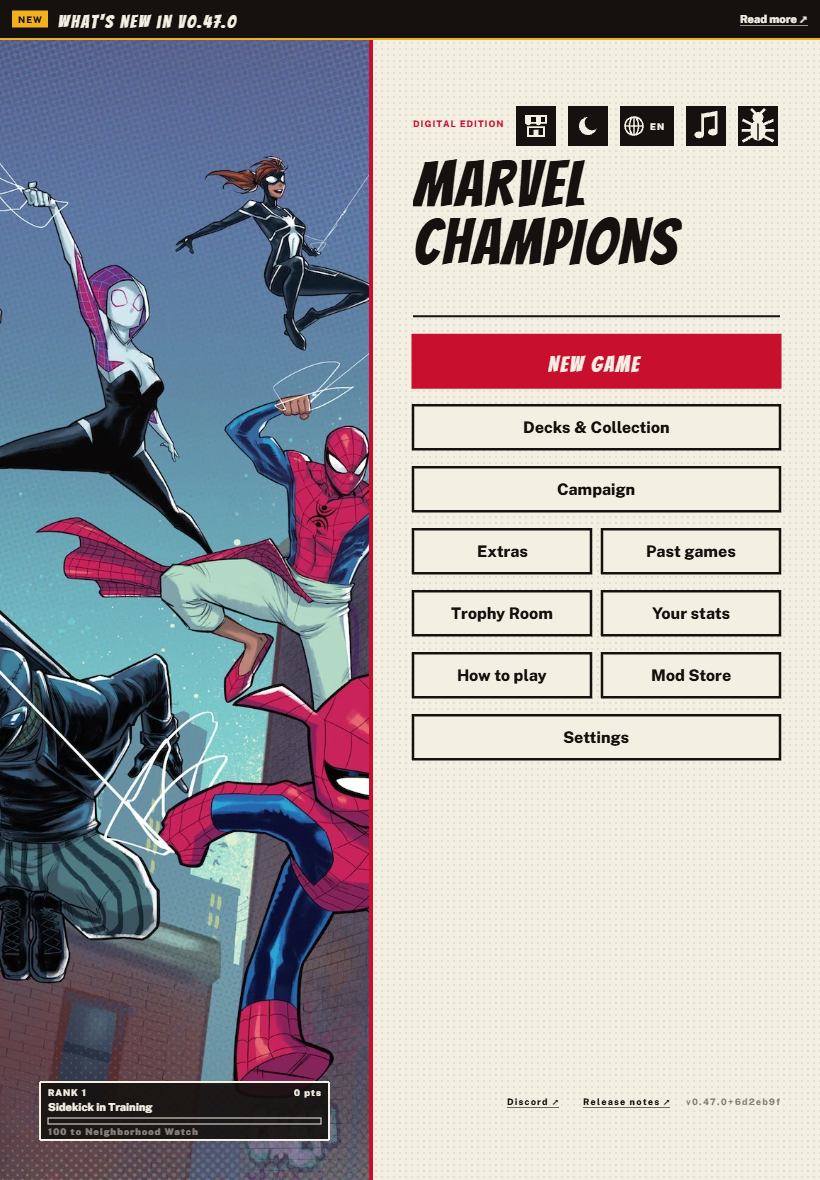 NEW WHAT'S NEW IN V0.47.0 Read more ↗
DIGITAL EDITION EN
MARVEL
CHAMPIONS
NEW GAME
Decks & Collection
Campaign
Extras Past games
Trophy Room Your stats
How to play Mod Store
Settings
RANK 1 0 pts
Sidekick in Training
100 to Neighborhood Watch
Discord ↗ Release notes ↗ v0.47.0+6d2eb9f